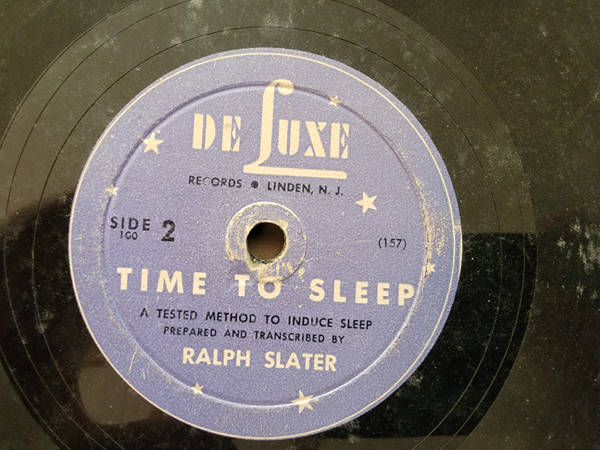 DE LUXE
RECORDS ● LINDEN, N. J.
SIDE 2
100
(157)
TIME TO SLEEP
A TESTED METHOD TO INDUCE SLEEP
PREPARED AND TRANSCRIBED BY
RALPH SLATER